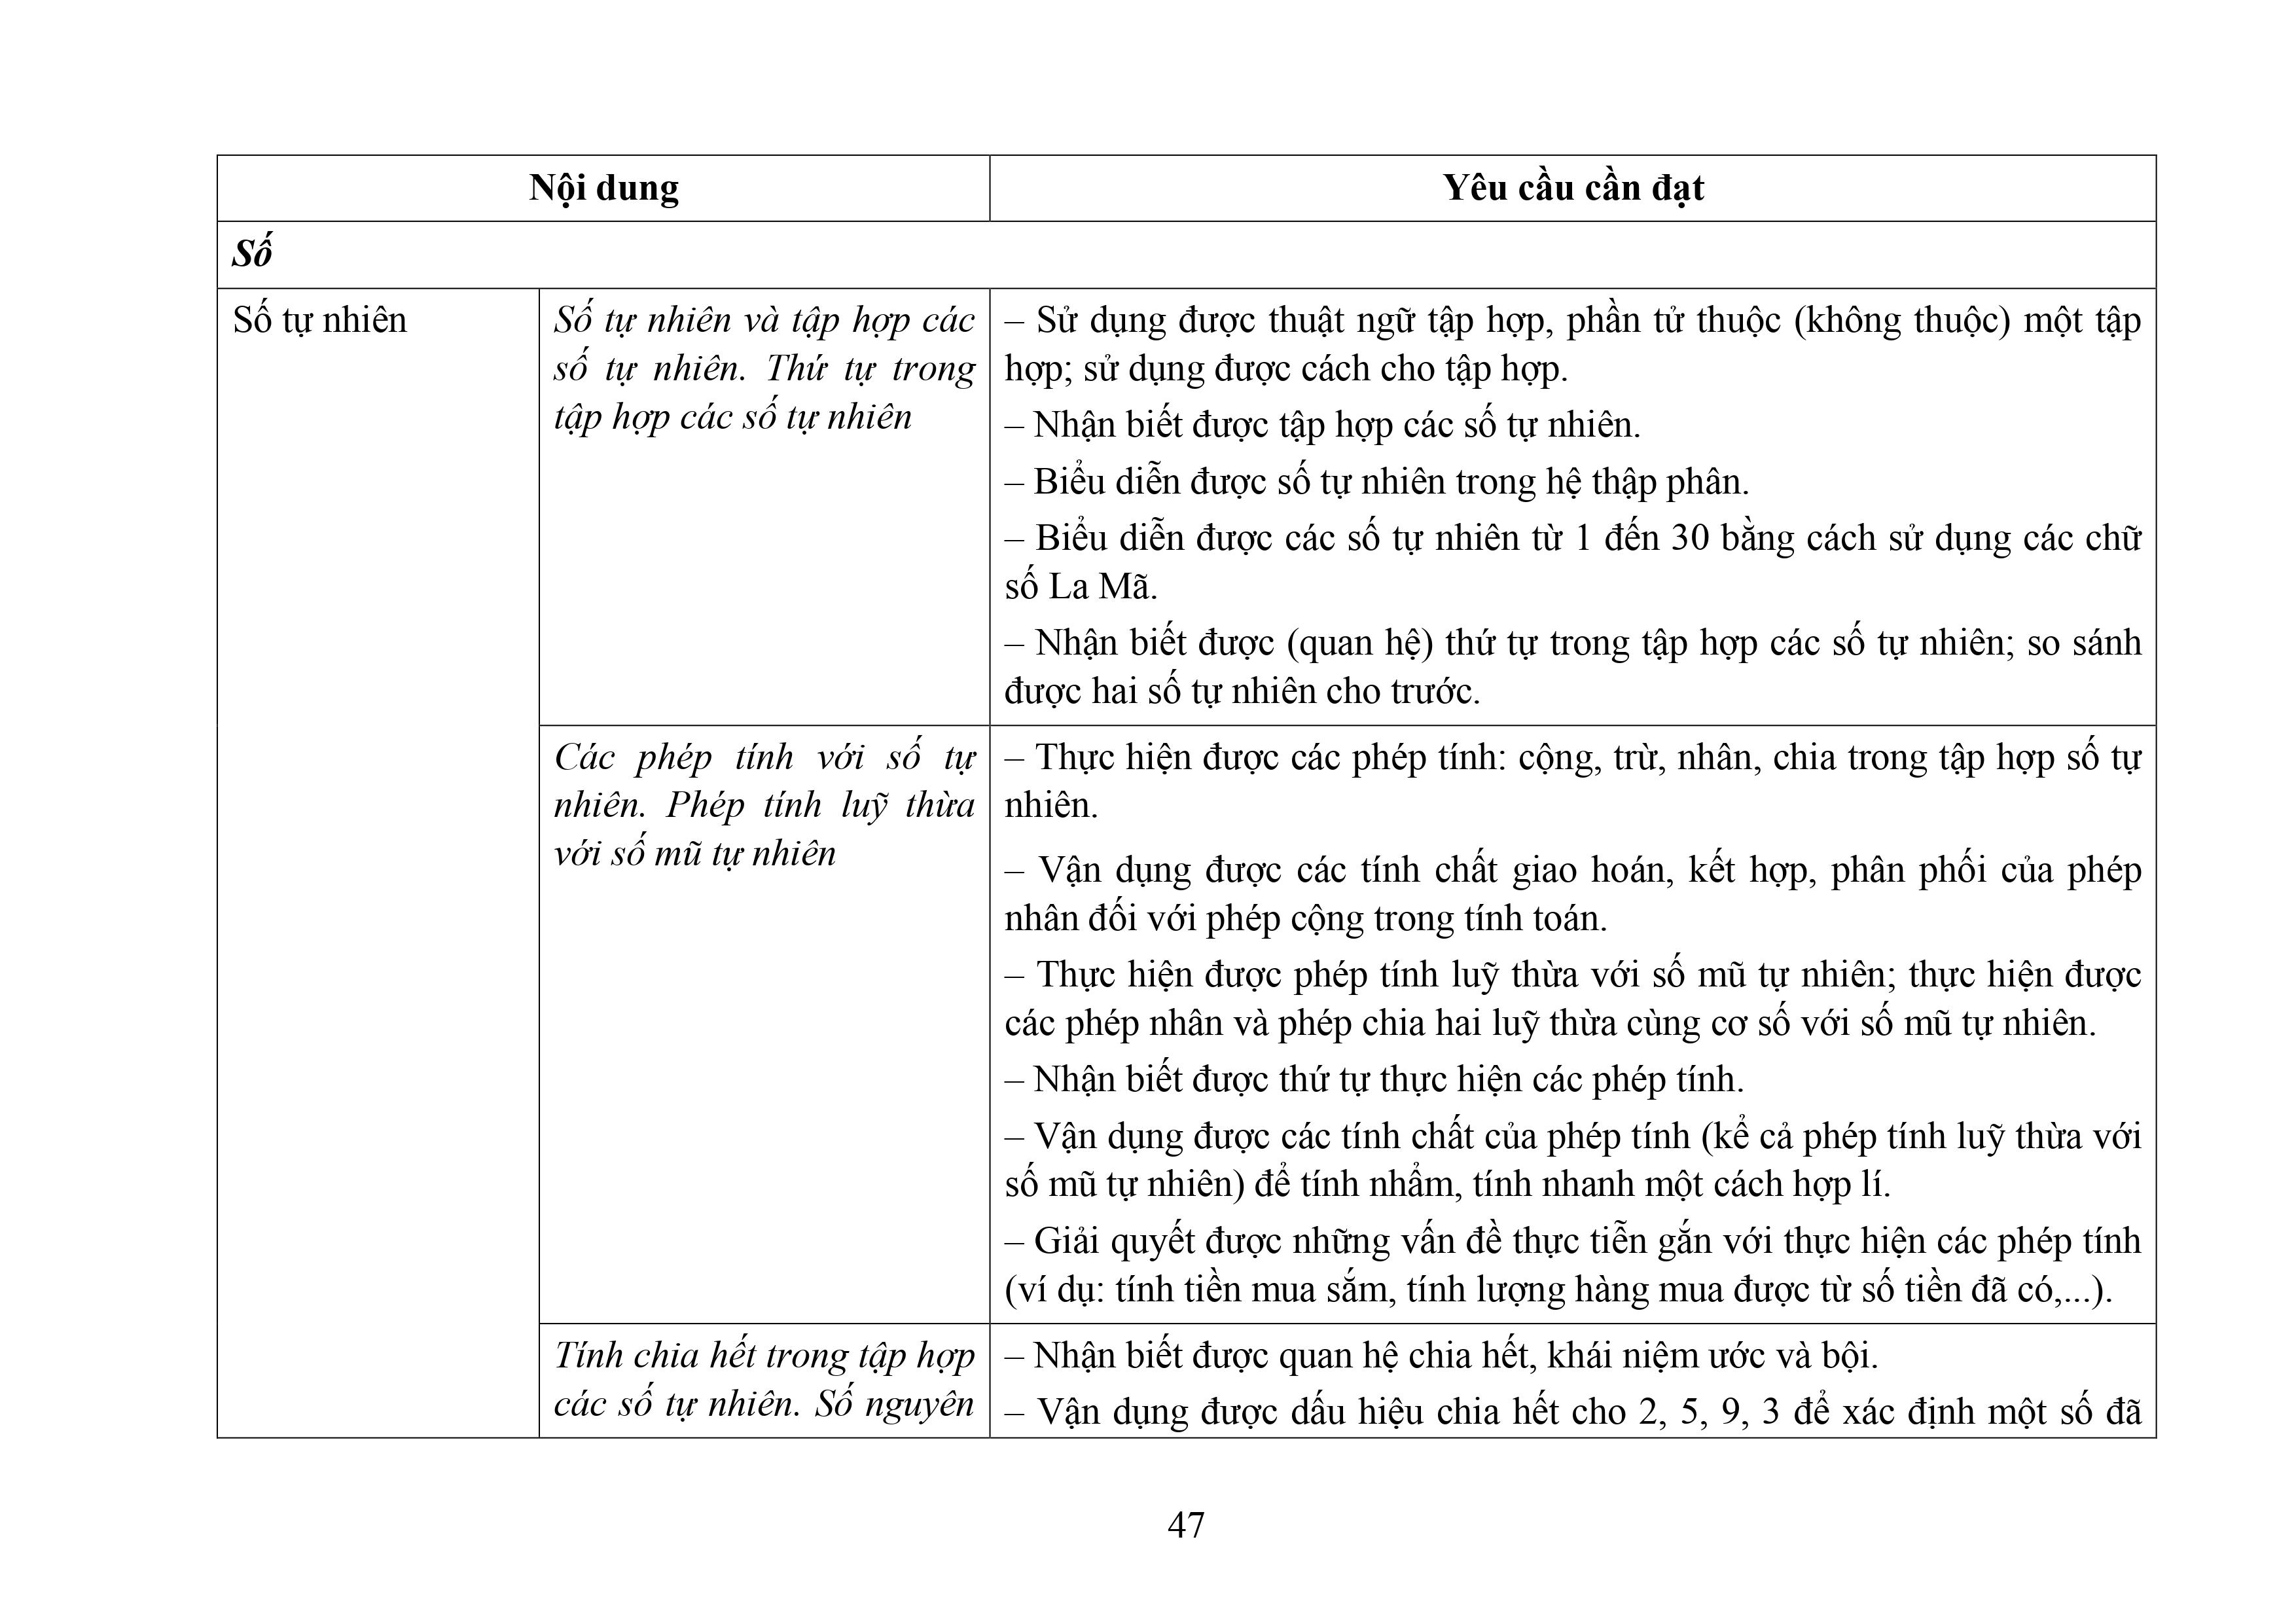 Nội dung
Yêu cầu cần đạt
Số
Số tự nhiên
Số tự nhiên và tập hợp các
số tự nhiên. Thứ tự trong
tập hợp các số tự nhiên
– Sử dụng được thuật ngữ tập hợp, phần tử thuộc (không thuộc) một tập
hợp; sử dụng được cách cho tập hợp.
– Nhận biết được tập hợp các số tự nhiên.
– Biểu diễn được số tự nhiên trong hệ thập phân.
– Biểu diễn được các số tự nhiên từ 1 đến 30 bằng cách sử dụng các chữ
số La Mã.
– Nhận biết được (quan hệ) thứ tự trong tập hợp các số tự nhiên; so sánh
được hai số tự nhiên cho trước.
Các phép tính với số tự
nhiên. Phép tính luỹ thừa
với số mũ tự nhiên
– Thực hiện được các phép tính: cộng, trừ, nhân, chia trong tập hợp số tự
nhiên.
– Vận dụng được các tính chất giao hoán, kết hợp, phân phối của phép
nhân đối với phép cộng trong tính toán.
– Thực hiện được phép tính luỹ thừa với số mũ tự nhiên; thực hiện được
các phép nhân và phép chia hai luỹ thừa cùng cơ số với số mũ tự nhiên.
– Nhận biết được thứ tự thực hiện các phép tính.
– Vận dụng được các tính chất của phép tính (kể cả phép tính luỹ thừa với
số mũ tự nhiên) để tính nhẩm, tính nhanh một cách hợp lí.
– Giải quyết được những vấn đề thực tiễn gắn với thực hiện các phép tính
(ví dụ: tính tiền mua sắm, tính lượng hàng mua được từ số tiền đã có,...).
Tính chia hết trong tập hợp
các số tự nhiên. Số nguyên
– Nhận biết được quan hệ chia hết, khái niệm ước và bội.
– Vận dụng được dấu hiệu chia hết cho 2, 5, 9, 3 để xác định một số đã
47